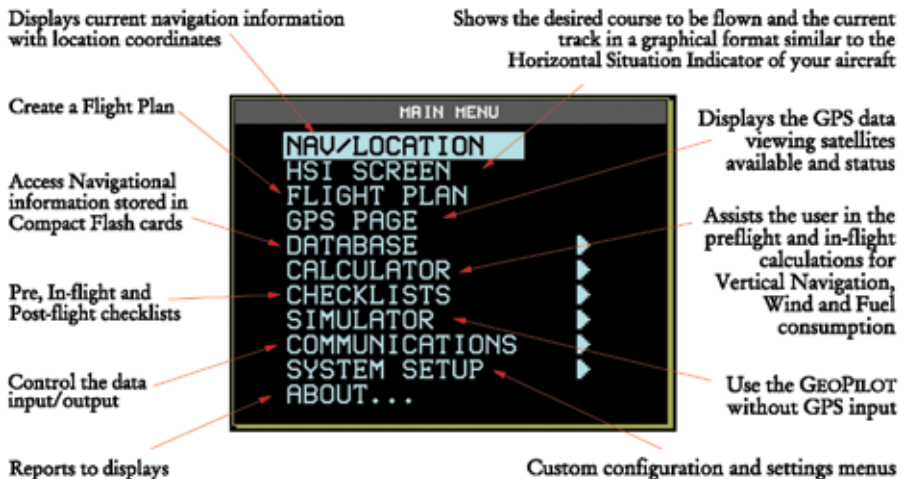 Displays current navigation information
with location coordinates
Shows the desired course to be flown and the current
track in a graphical format similar to the
Horizontal Situation Indicator of your aircraft
Create a Flight Plan
Access Navigational
information stored in
Compact Flash cards
Pre, In-flight and
Post-flight checklists
Control the data
input/output
Reports to displays
MAIN MENU
NAV/LOCATION
HSI SCREEN
FLIGHT PLAN
GPS PAGE
DATABASE
CALCULATOR
CHECKLISTS
SIMULATOR
COMMUNICATIONS
SYSTEM SETUP
ABOUT...
Displays the GPS data
viewing satellites
available and status
Assists the user in the
preflight and in-flight
calculations for
Vertical Navigation,
Wind and Fuel
consumption
Use the GEOPILOT
without GPS input
Custom configuration and settings menus